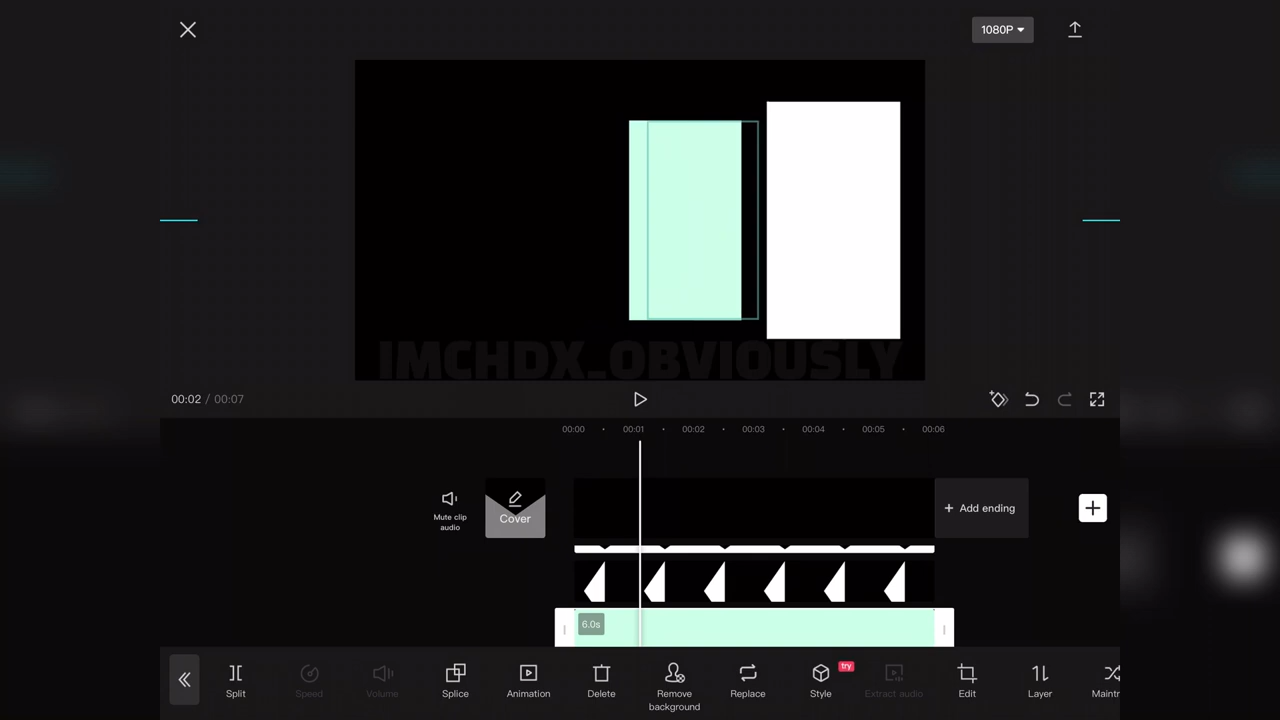 1080P
IMCHDX_OBVIOUSLY
00:02 / 00:07
00:00 00:01 00:02 00:03 00:04 00:05 00:06
Mute clip
audio
Cover
+ Add ending
6.0s
Split Speed Volume Splice Animation Delete Remove
background Replace Style try Extract audio Edit Layer Maintr